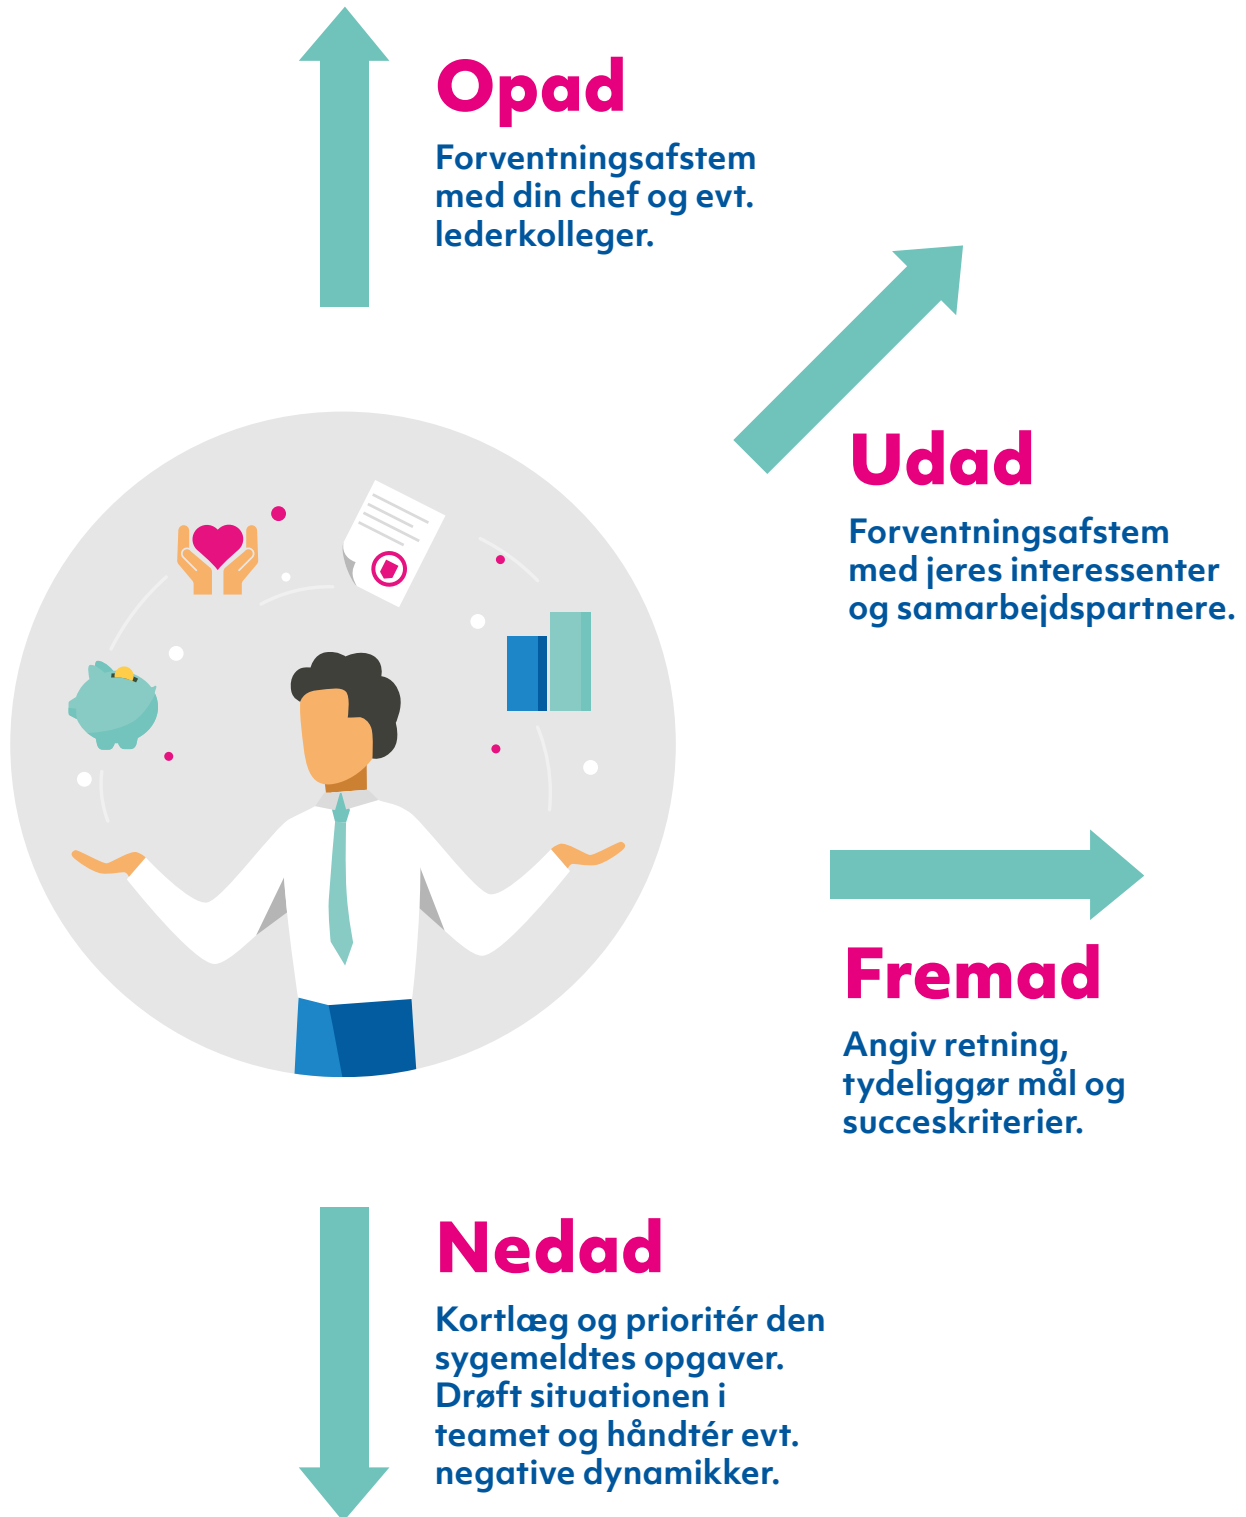 Opad
Forventningsafstem
med din chef og evt.
lederkolleger.
Udad
Forventningsafstem
med jeres interessenter
og samarbejdspartnere.
Fremad
Angiv retning,
tydeliggør mål og
succeskriterier.
Nedad
Kortlæg og prioritér den
sygemeldtes opgaver.
Drøft situationen i
teamet og håndtér evt.
negative dynamikker.